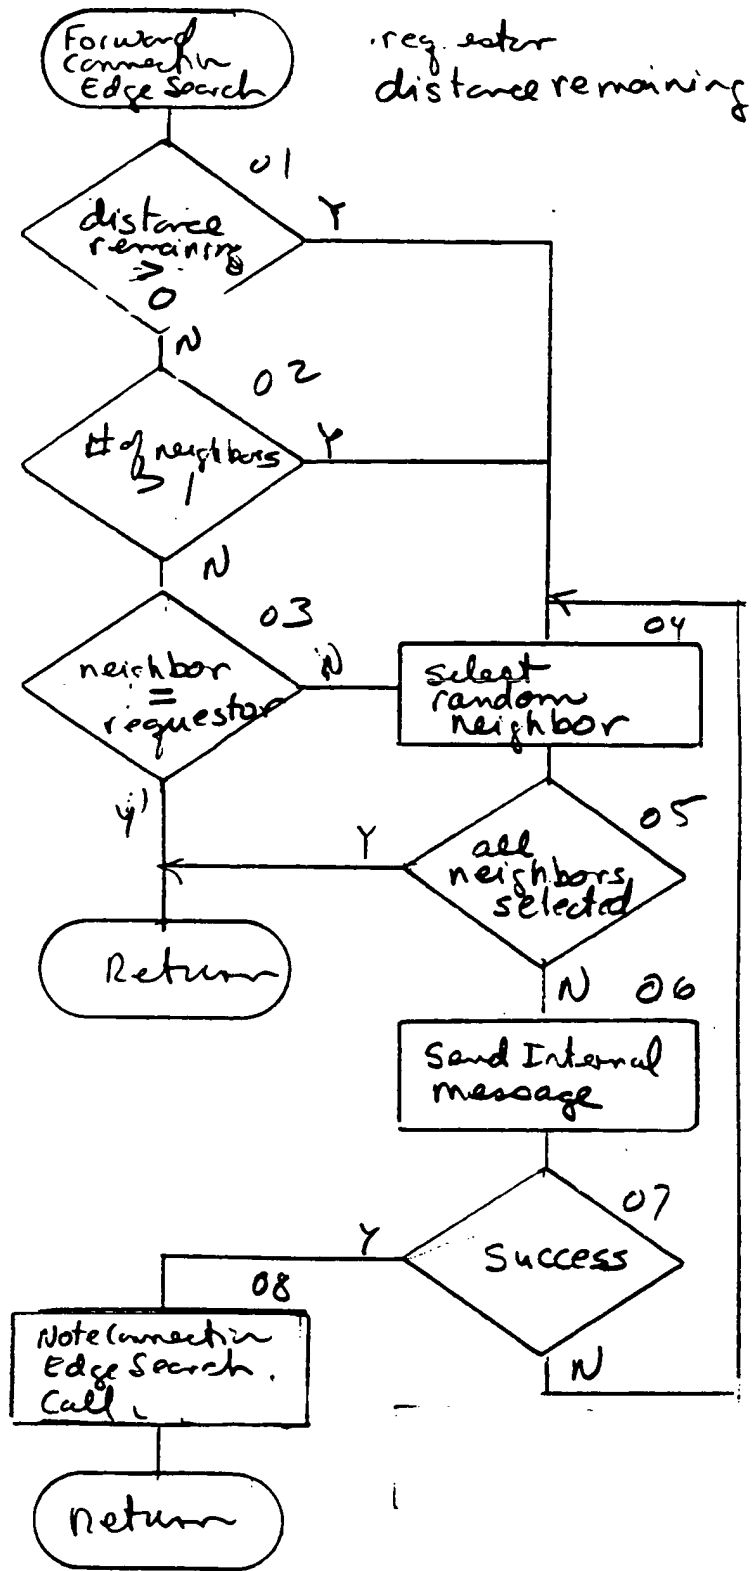 Forward
Connection
Edge Search
requestor
distance remaining
01
distance
remaining
>
0
Y
N
02
# of neighbors
> 1
Y
N
03
neighbor
=
requestor
N
Y
04
select
random
neighbor
05
all
neighbors
selected
Y
N
Return
06
Send Internal
message
07
Success
Y
N
08
Note Connection
Edge Search
Call
Return